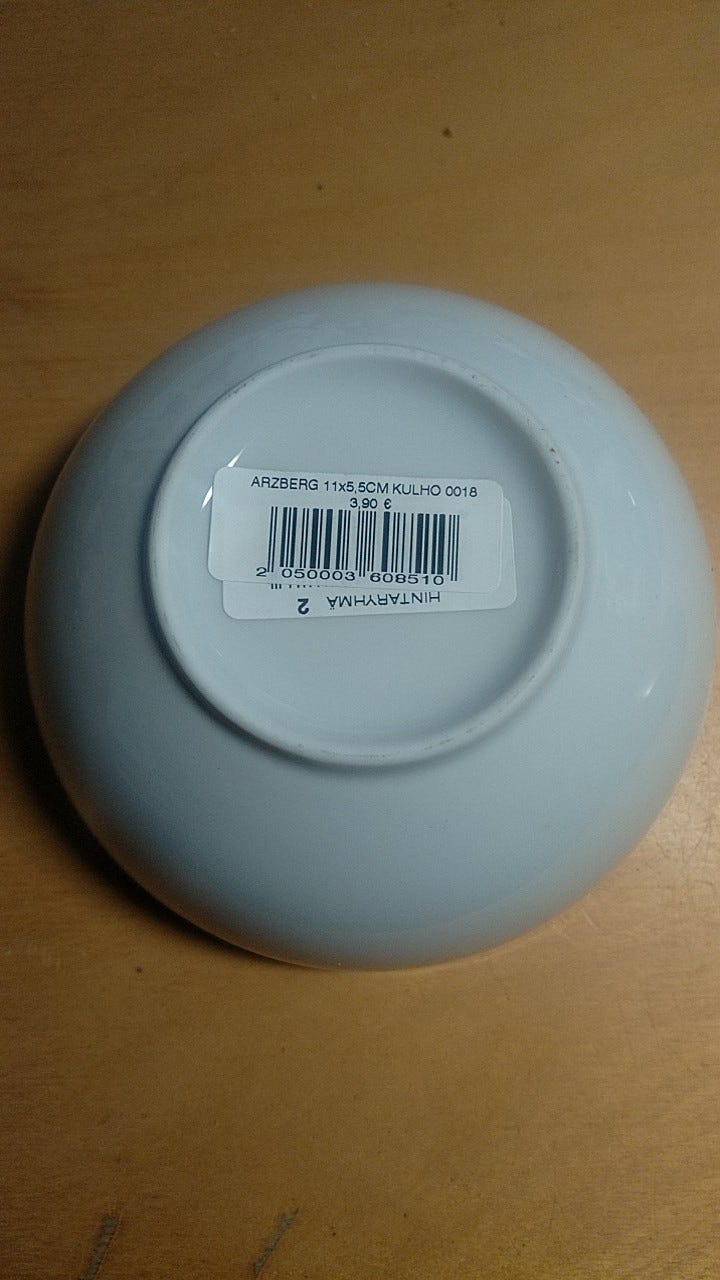 ARZBERG 11x5,5CM KULHO 0018
3,90 €
2 050003 608510
HINTARYHMÄ 2